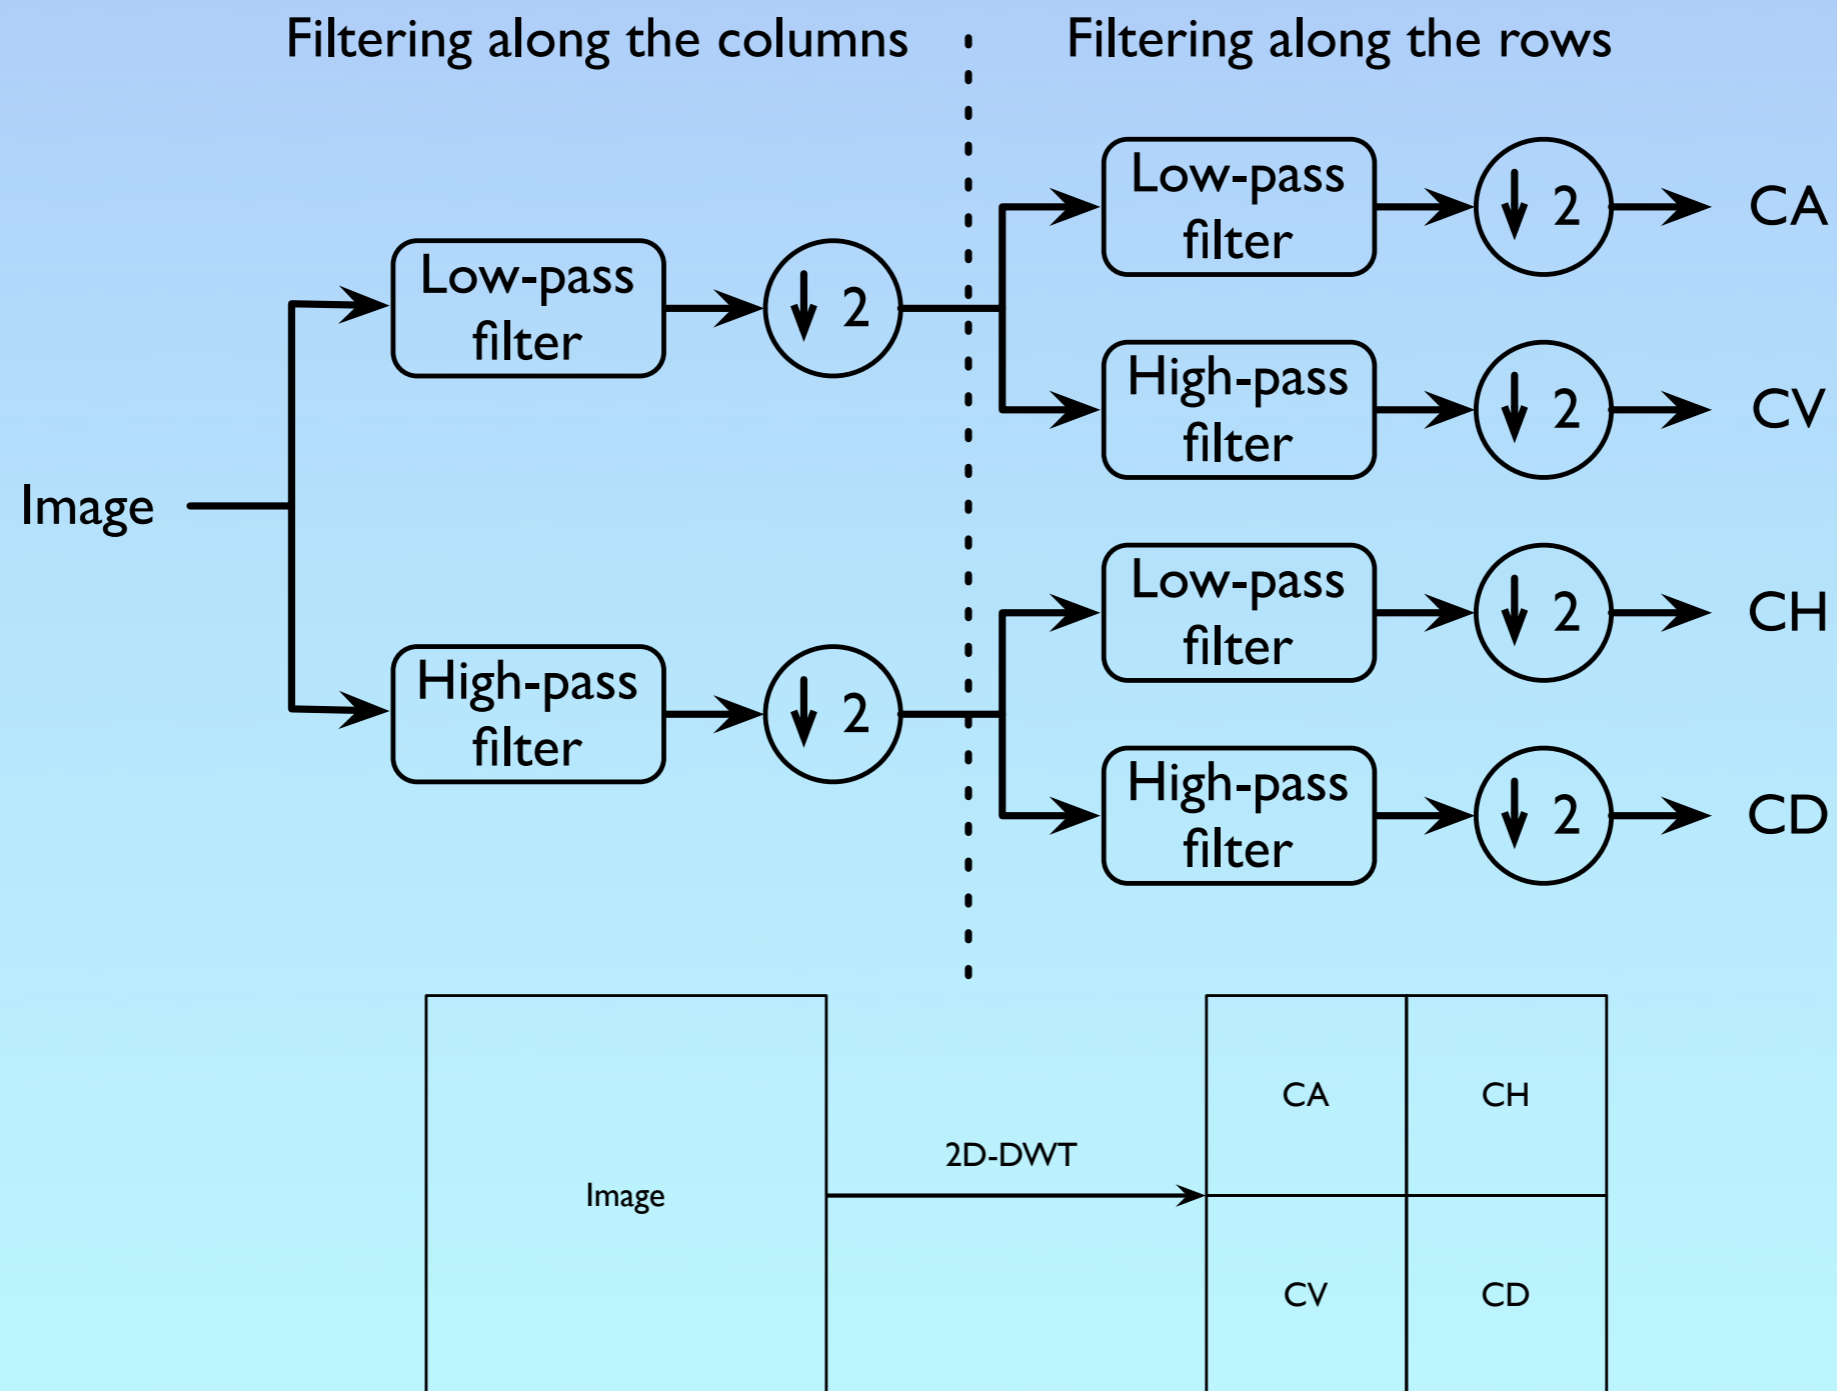 Filtering along the columns
Filtering along the rows
Low-pass
filter
↓ 2
CA
Low-pass
filter
↓ 2
High-pass
filter
↓ 2
CV
Image
Low-pass
filter
↓ 2
CH
High-pass
filter
↓ 2
High-pass
filter
↓ 2
CD
Image
2D-DWT
CA
CH
CV
CD